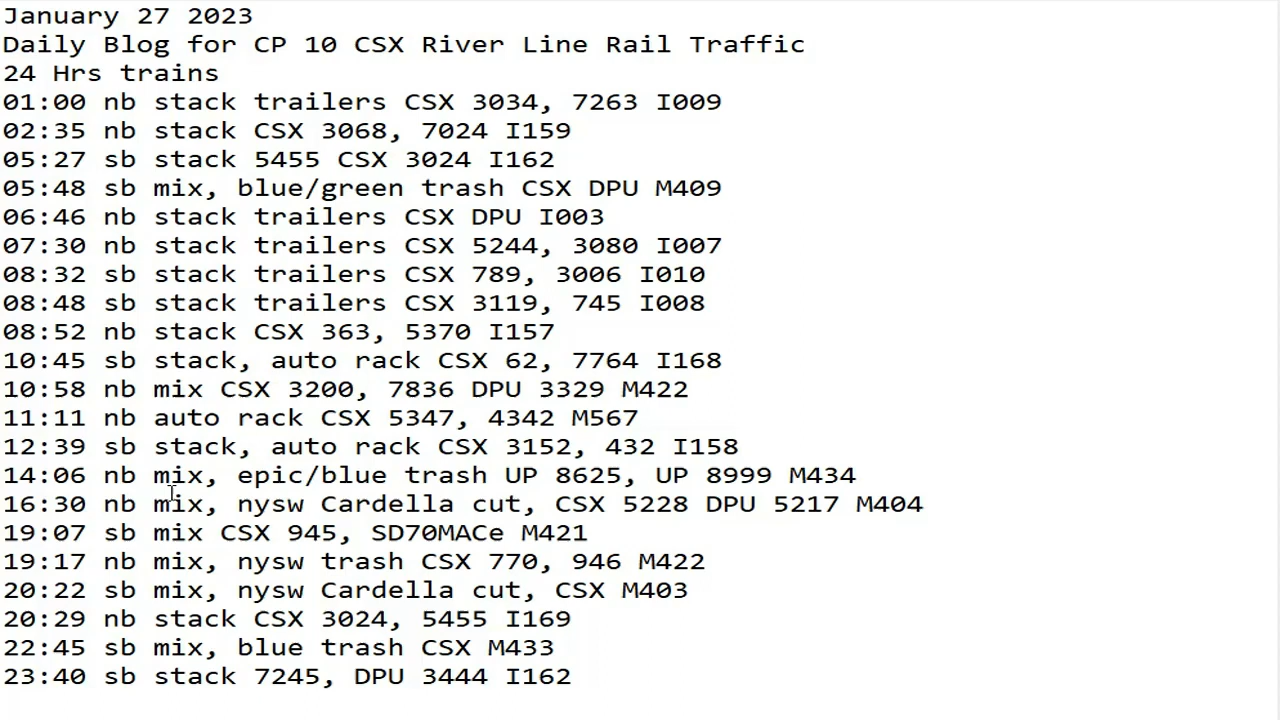 January 27 2023
Daily Blog for CP 10 CSX River Line Rail Traffic
24 Hrs trains
01:00 nb stack trailers CSX 3034, 7263 I009
02:35 nb stack CSX 3068, 7024 I159
05:27 sb stack 5455 CSX 3024 I162
05:48 sb mix, blue/green trash CSX DPU M409
06:46 nb stack trailers CSX DPU I003
07:30 nb stack trailers CSX 5244, 3080 I007
08:32 sb stack trailers CSX 789, 3006 I010
08:48 sb stack trailers CSX 3119, 745 I008
08:52 nb stack CSX 363, 5370 I157
10:45 sb stack, auto rack CSX 62, 7764 I168
10:58 nb mix CSX 3200, 7836 DPU 3329 M422
11:11 nb auto rack CSX 5347, 4342 M567
12:39 sb stack, auto rack CSX 3152, 432 I158
14:06 nb mix, epic/blue trash UP 8625, UP 8999 M434
16:30 nb mix, nysw Cardella cut, CSX 5228 DPU 5217 M404
19:07 sb mix CSX 945, SD70MACe M421
19:17 nb mix, nysw trash CSX 770, 946 M422
20:22 sb mix, nysw Cardella cut, CSX M403
20:29 nb stack CSX 3024, 5455 I169
22:45 sb mix, blue trash CSX M433
23:40 sb stack 7245, DPU 3444 I162